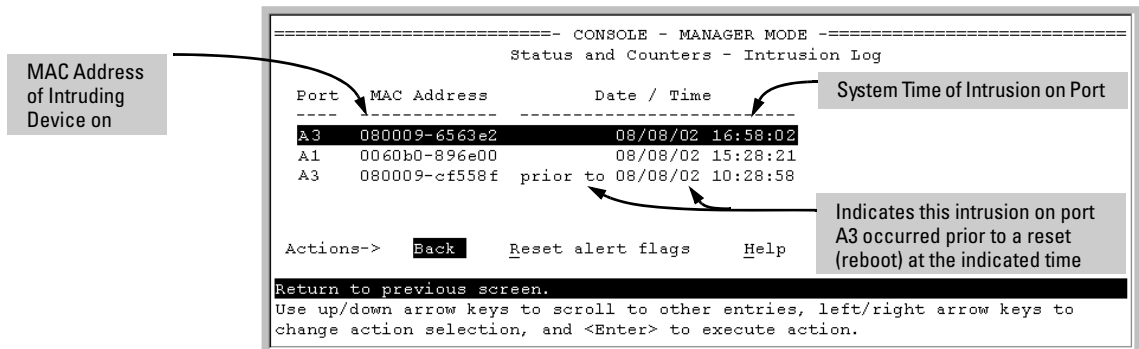 ==========================- CONSOLE - MANAGER MODE -============================
Status and Counters - Intrusion Log
MAC Address
of Intruding
Device on
System Time of Intrusion on Port
Port MAC Address Date / Time
---- ------------- --------------------------
A3 080009-6563e2 08/08/02 16:58:02
A1 0060b0-896e00 08/08/02 15:28:21
A3 080009-cf558f prior to 08/08/02 10:28:58
Indicates this intrusion on port
A3 occurred prior to a reset
(reboot) at the indicated time
Actions-> Back Reset alert flags Help
Return to previous screen.
Use up/down arrow keys to scroll to other entries, left/right arrow keys to
change action selection, and <Enter> to execute action.